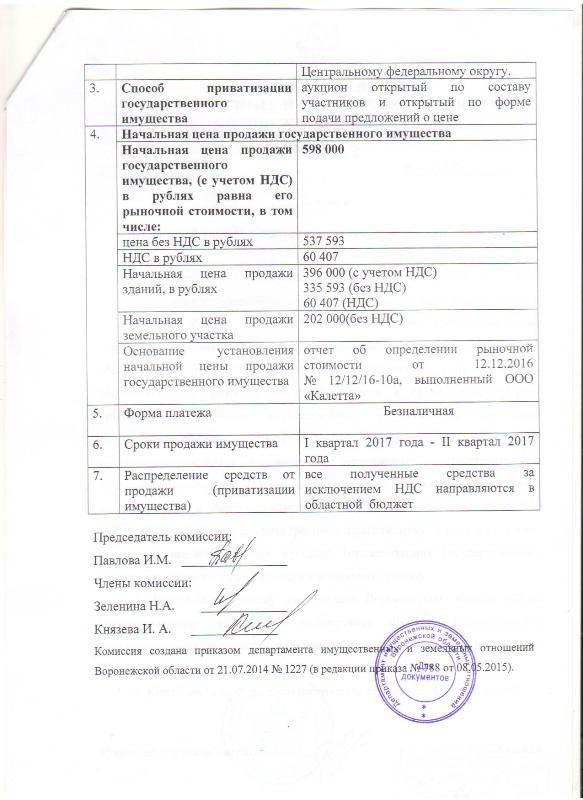 Центральному федеральному округу.
3. Способ приватизации аукцион открытый по составу
государственного участников и открытый по форме
имущества подачи предложений о цене
4. Начальная цена продажи государственного имущества
Начальная цена продажи 598 000
государственного
имущества, (с учетом НДС)
в рублях равна его
рыночной стоимости, в том
числе:
цена без НДС в рублях 537 593
НДС в рублях 60 407
Начальная цена продажи 396 000 (с учетом НДС)
зданий, в рублях 335 593 (без НДС)
60 407 (НДС)
Начальная цена продажи 202 000(без НДС)
земельного участка
Основание установления отчет об определении рыночной
начальной цены продажи стоимости от 12.12.2016
государственного имущества № 12/12/16-10а, выполненный ООО
«Калетта»
5. Форма платежа Безналичная
6. Сроки продажи имущества I квартал 2017 года - II квартал 2017
года
7. Распределение средств от все полученные средства за
продажи (приватизации исключением НДС направляются в
имущества) областной бюджет
Председатель комиссии:
Павлова И.М.
Члены комиссии:
Зеленина Н.А.
Князева И. А.
Комиссия создана приказом департамента имущественных и земельных отношений
Воронежской области от 21.07.2014 № 1227 (в редакции приказа № 788 от 08.05.2015).
Департамент имущественных и земельных отношений
Воронежской области
Для
документов